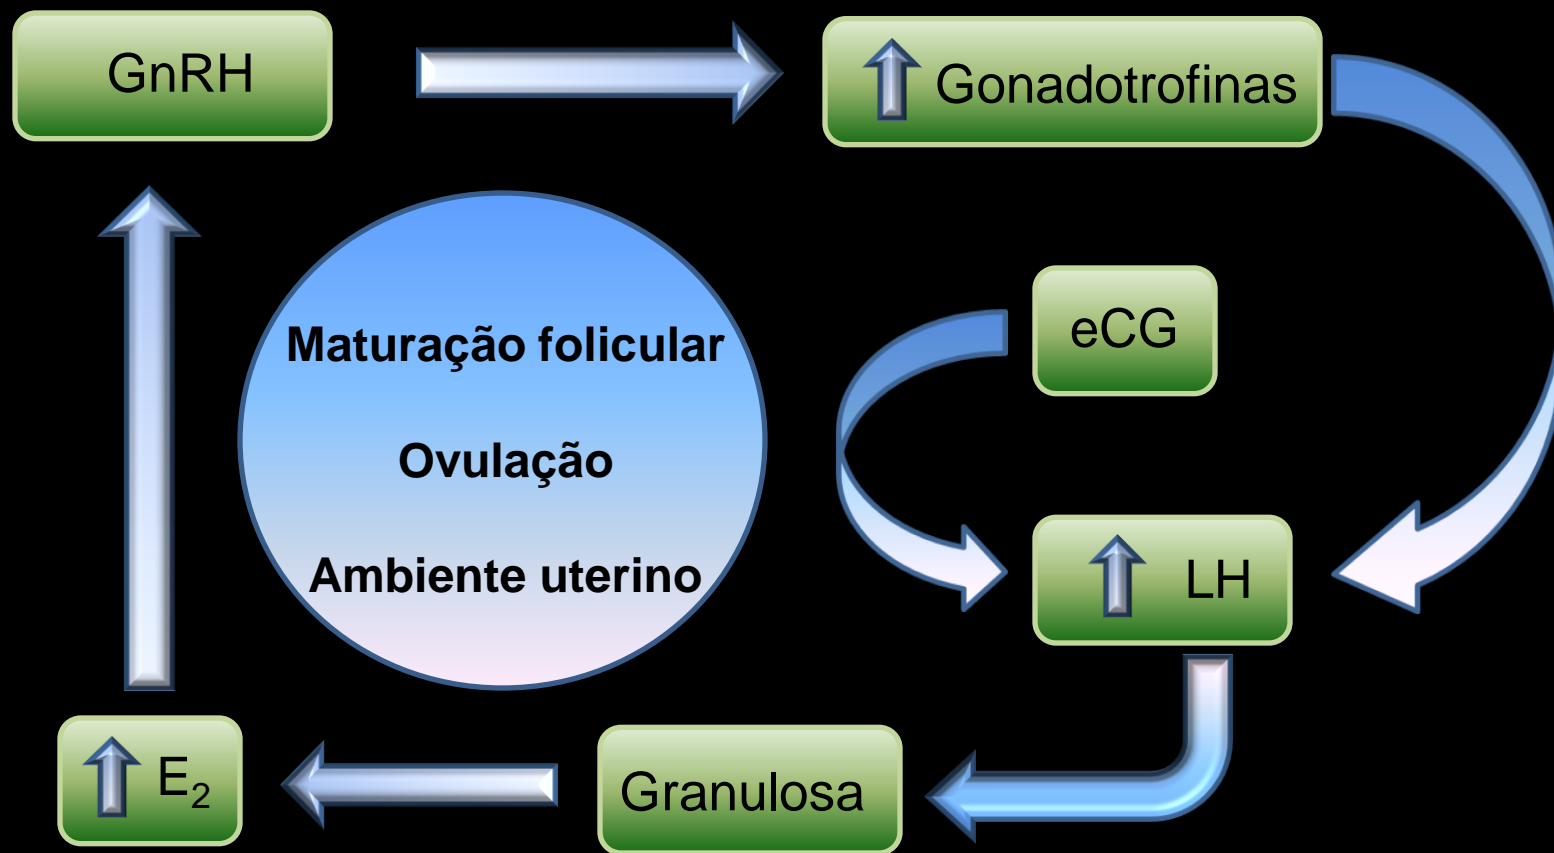 GnRH
Gonadotrofinas
eCG
Maturação folicular
Ovulação
Ambiente uterino
LH
E₂
Granulosa